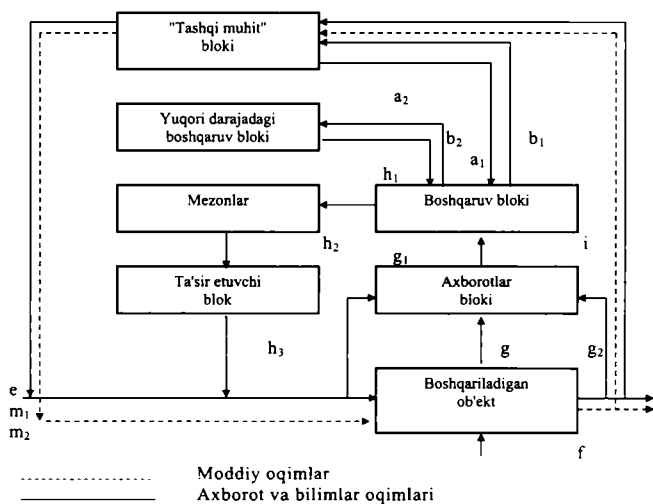 "Tashqi muhit"
bloki
a₂
Yuqori darajadagi
boshqaruv bloki
b₂
b₁
a₁
h₁
Mezonlar
Boshqaruv bloki
h₂
i
g₁
Ta'sir etuvchi
blok
Axborotlar
bloki
h₃
g
g₂
e
m₁
m₂
Boshqariladigan
ob'ekt
f
Moddiy oqimlar
Axborot va bilimlar oqimlari